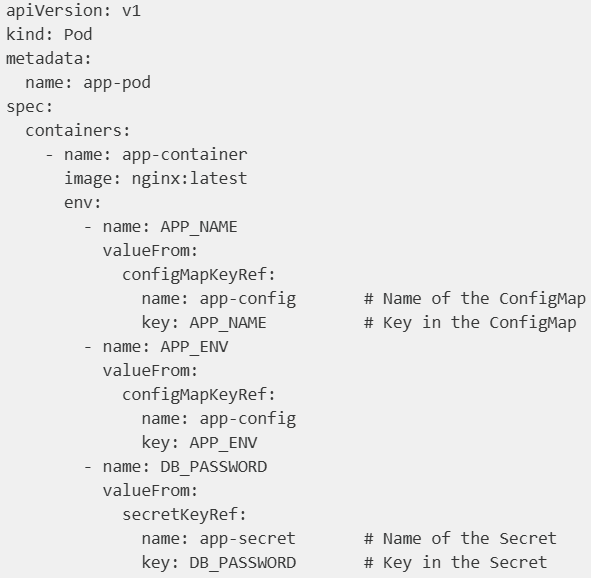 apiVersion: v1
kind: Pod
metadata:
  name: app-pod
spec:
  containers:
    - name: app-container
      image: nginx:latest
      env:
        - name: APP_NAME
          valueFrom:
            configMapKeyRef:
              name: app-config       # Name of the ConfigMap
              key: APP_NAME          # Key in the ConfigMap
        - name: APP_ENV
          valueFrom:
            configMapKeyRef:
              name: app-config
              key: APP_ENV
        - name: DB_PASSWORD
          valueFrom:
            secretKeyRef:
              name: app-secret       # Name of the Secret
              key: DB_PASSWORD       # Key in the Secret